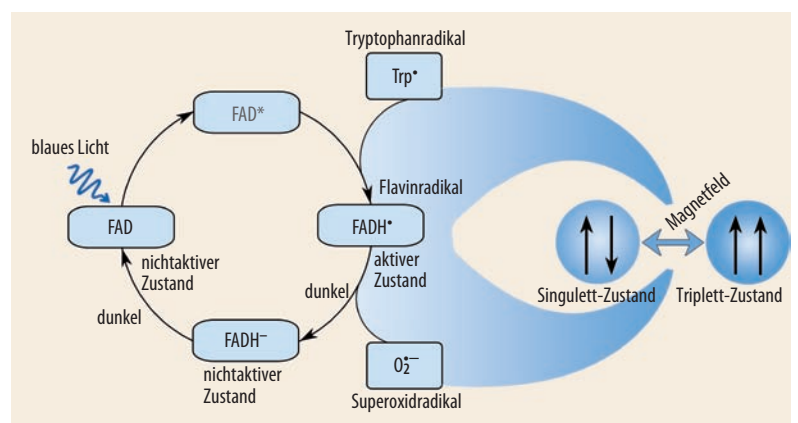 Tryptophanradikal
Trp•
FAD*
blaues Licht
Flavinradikal
Magnetfeld
FAD
FADH•
nichtaktiver
Zustand
aktiver
Zustand
Singulett-Zustand
Triplett-Zustand
dunkel
dunkel
FADH–
nichtaktiver
Zustand
O₂•–
Superoxidradikal